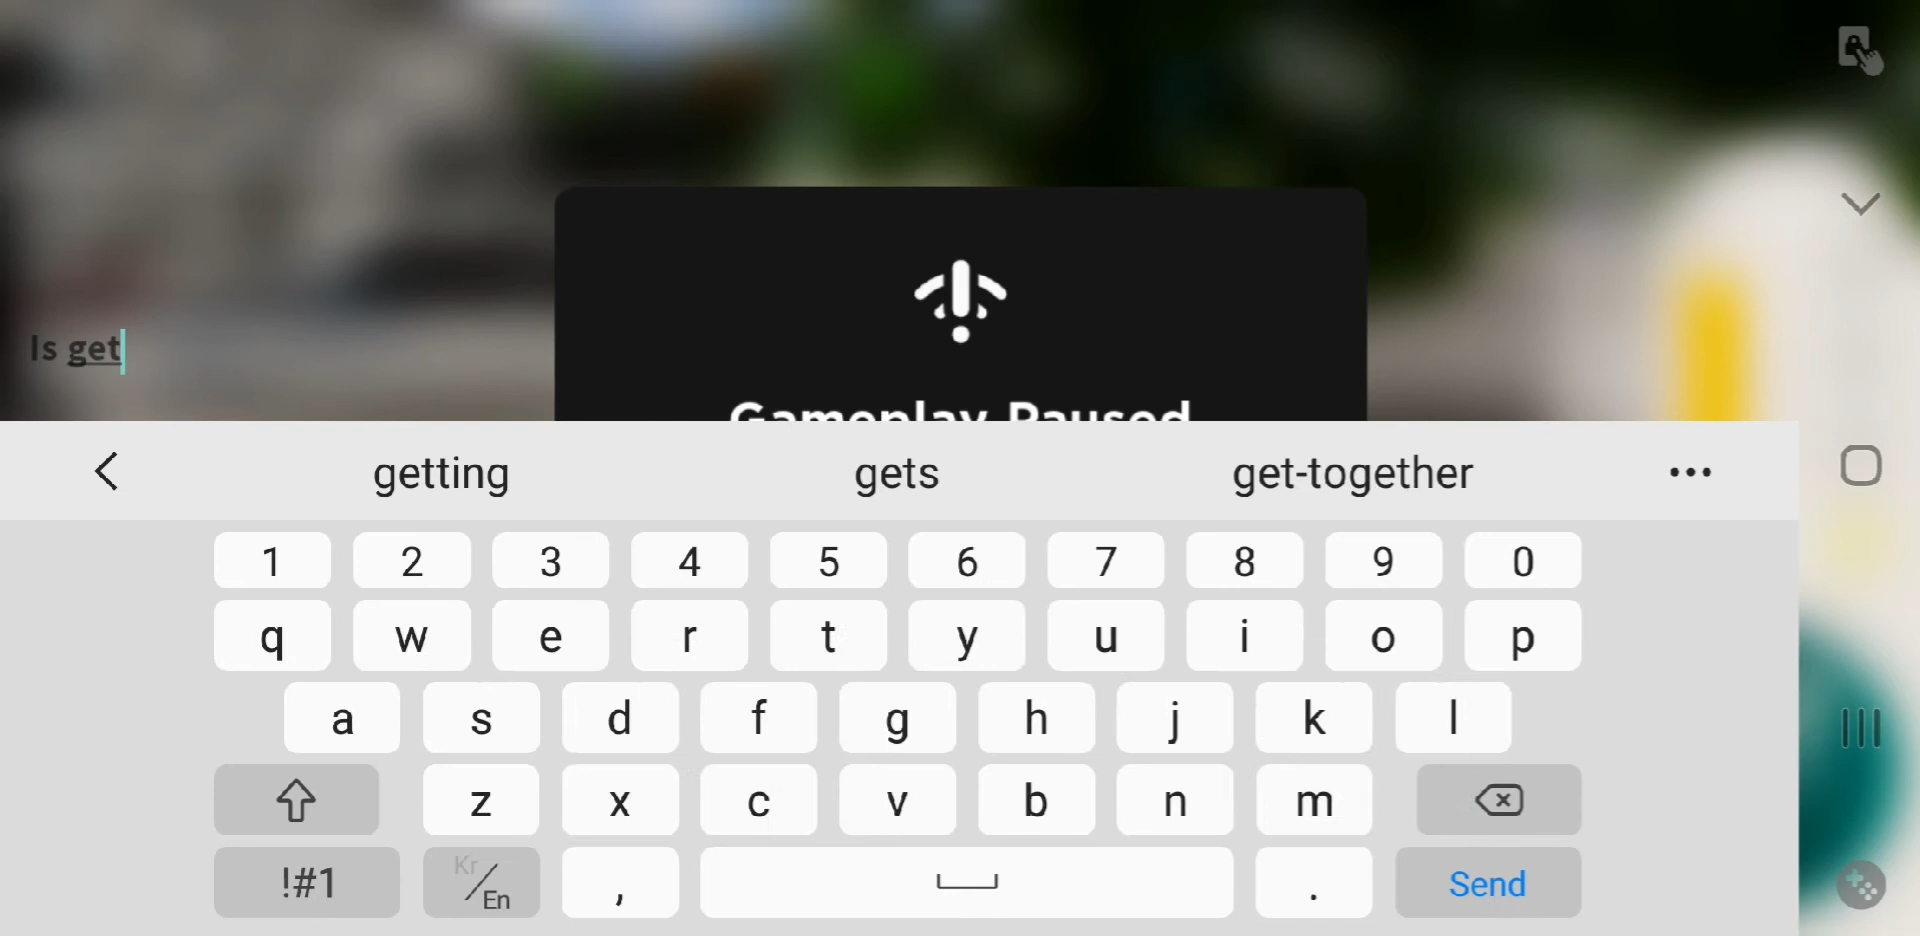 Is get
Gameplay Paused
getting gets get-together
1 2 3 4 5 6 7 8 9 0
q w e r t y u i o p
a s d f g h j k l
z x c v b n m
!#1 Kr/En , . Send